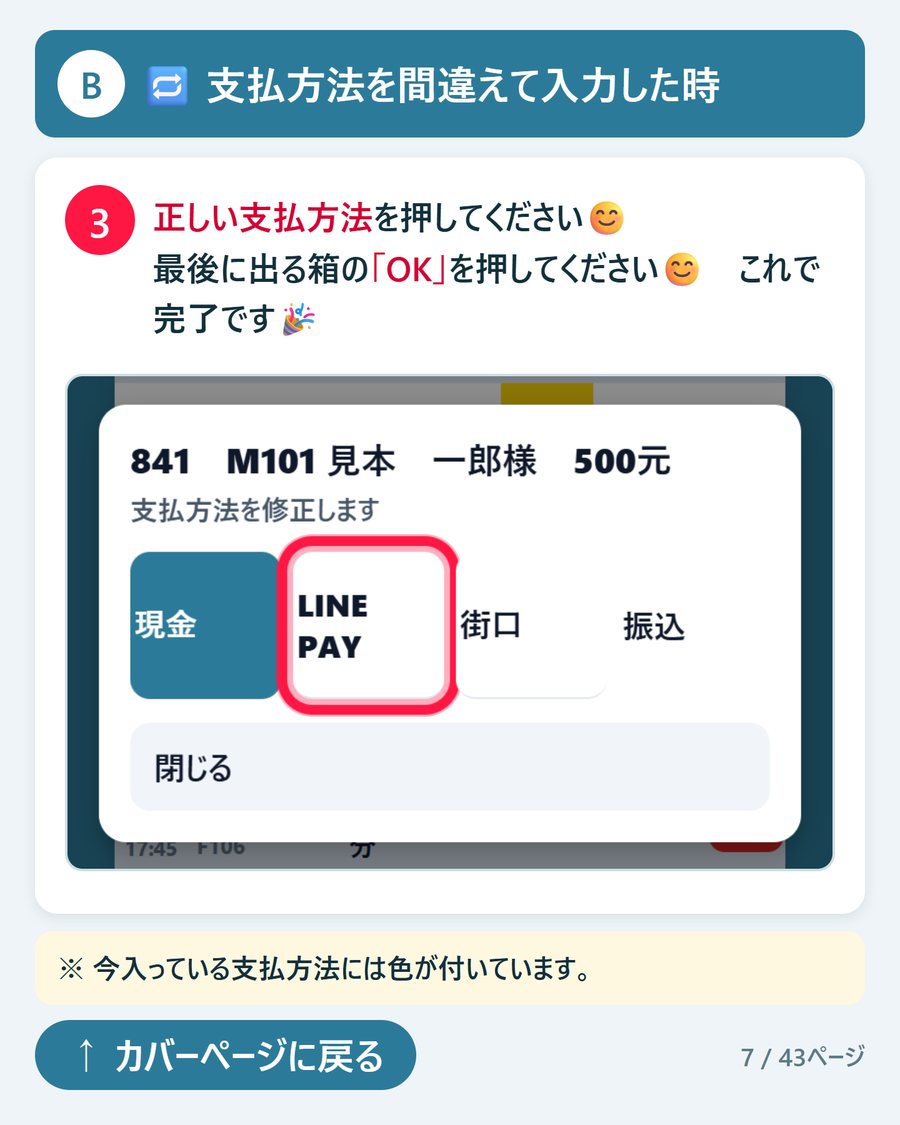 B 🔁 支払方法を間違えて入力した時
3 正しい支払方法を押してください😊
最後に出る箱の「OK」を押してください😊　これで
完了です🎉
841　M101 見本　一郎様　500元
支払方法を修正します
現金
LINE
PAY
街口
振込
閉じる
17:45 FT06 分
※ 今入っている支払方法には色が付いています。
↑ カバーページに戻る
7 / 43ページ